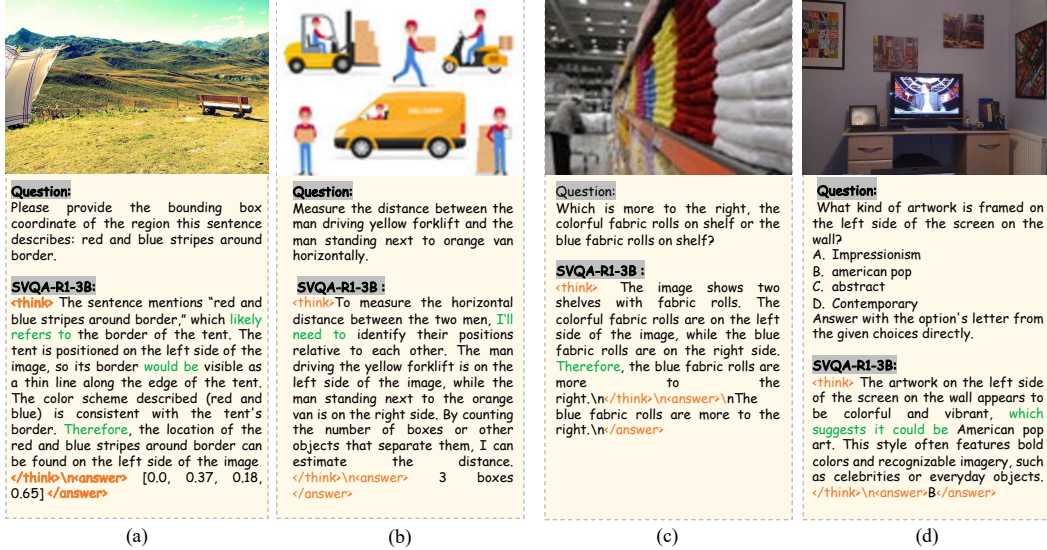 DELIVERY
Question:
Please provide the bounding box
coordinate of the region this sentence
describes: red and blue stripes around
border.
SVQA-R1-3B:
<think> The sentence mentions “red and
blue stripes around border,” which likely
refers to the border of the tent. The
tent is positioned on the left side of the
image, so its border would be visible as
a thin line along the edge of the tent.
The color scheme described (red and
blue) is consistent with the tent's
border. Therefore, the location of the
red and blue stripes around border can
be found on the left side of the image.
</think>\n<answer> [0.0, 0.37, 0.18,
0.65] </answer>
(a)
Question:
Measure the distance between the
man driving yellow forklift and the
man standing next to orange van
horizontally.
SVQA-R1-3B :
<think>To measure the horizontal
distance between the two men, I'll
need to identify their positions
relative to each other. The man
driving the yellow forklift is on the
left side of the image, while the
man standing next to the orange
van is on the right side. By counting
the number of boxes or other
objects that separate them, I can
estimate the distance.
</think>\n<answer> 3 boxes
</answer>
(b)
Question:
Which is more to the right, the
colorful fabric rolls on shelf or the
blue fabric rolls on shelf?
SVQA-R1-3B :
<think> The image shows two
shelves with fabric rolls. The
colorful fabric rolls are on the left
side of the image, while the blue
fabric rolls are on the right side.
Therefore, the blue fabric rolls are
more to the
right.\n</think>\n<answer>\nThe
blue fabric rolls are more to the
right.\n</answer>
(c)
Question:
What kind of artwork is framed on
the left side of the screen on the
wall?
A. Impressionism
B. american pop
C. abstract
D. Contemporary
Answer with the option's letter from
the given choices directly.
SVQA-R1-3B:
<think> The artwork on the left side
of the screen on the wall appears to
be colorful and vibrant, which
suggests it could be American pop
art. This style often features bold
colors and recognizable imagery, such
as celebrities or everyday objects.
</think>\n<answer>B</answer>
(d)